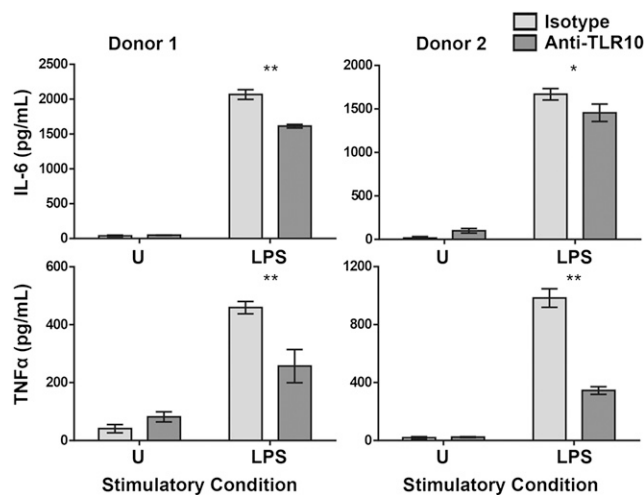 Isotype
Anti-TLR10
Donor 1
Donor 2
IL-6 (pg/mL)
2500
2000
1500
1000
500
0
**
U
LPS
2000
1500
1000
500
0
*
U
LPS
TNFα (pg/mL)
600
400
200
0
**
U
LPS
Stimulatory Condition
1200
800
400
0
**
U
LPS
Stimulatory Condition